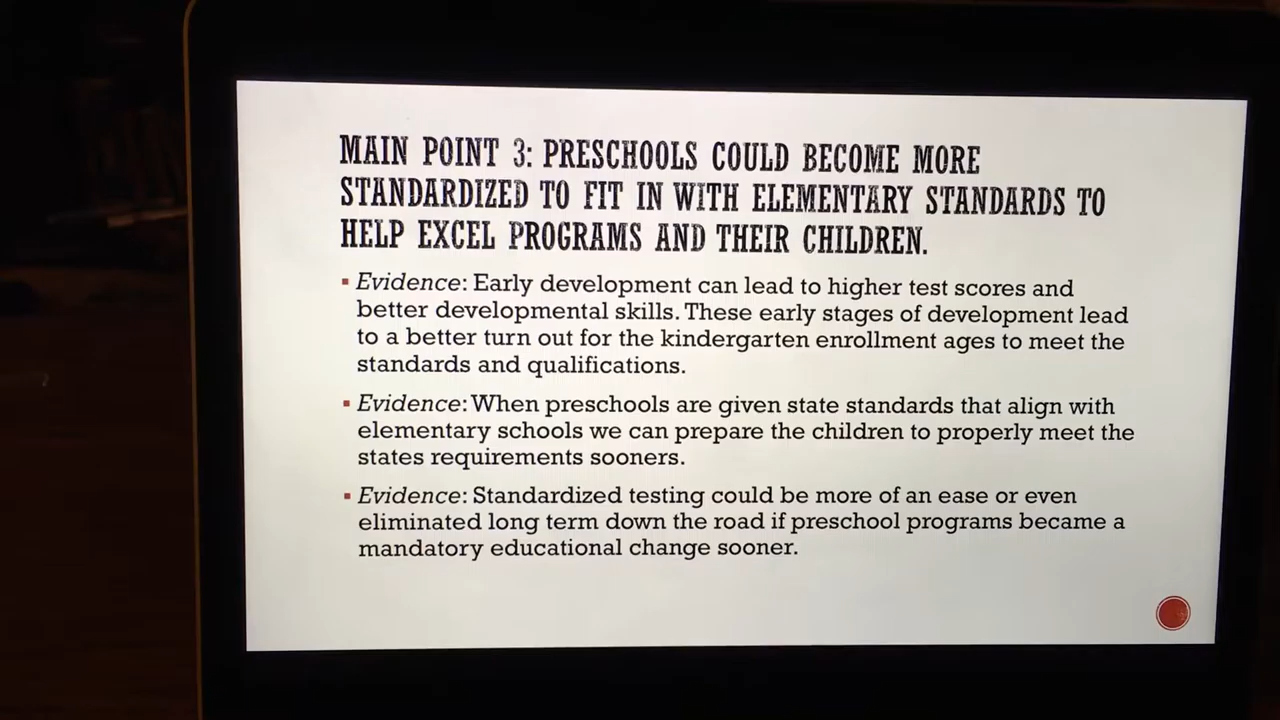 MAIN POINT 3: PRESCHOOLS COULD BECOME MORE
STANDARDIZED TO FIT IN WITH ELEMENTARY STANDARDS TO
HELP EXCEL PROGRAMS AND THEIR CHILDREN.
▪ Evidence: Early development can lead to higher test scores and
better developmental skills. These early stages of development lead
to a better turn out for the kindergarten enrollment ages to meet the
standards and qualifications.
▪ Evidence: When preschools are given state standards that align with
elementary schools we can prepare the children to properly meet the
states requirements sooners.
▪ Evidence: Standardized testing could be more of an ease or even
eliminated long term down the road if preschool programs became a
mandatory educational change sooner.